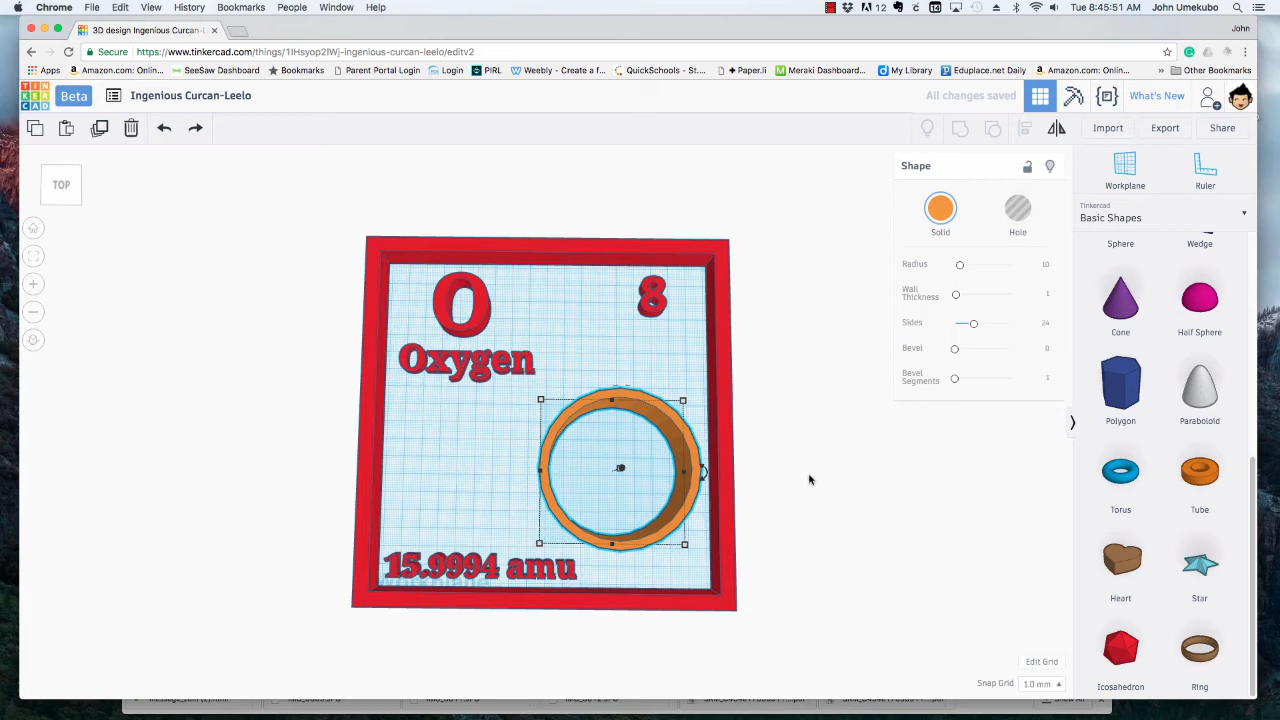 Chrome File Edit View History Bookmarks People Window Help 12 14 Tue 8:45:51 AM John Umekubo
3D design Ingenious Curcan-L John
Secure https://www.tinkercad.com/things/1IHsyop2IWj-ingenious-curcan-leelo/editv2
Apps Amazon.com: Onlin... SeeSaw Dashboard Bookmarks Parent Portal Login Login PIRL Weebly - Create a f... QuickSchools - St... Paper.li Meraki Dashboard... My Library Eduplace.net Daily Amazon.com: Onlin... » Other Bookmarks
TINKERCAD Beta Ingenious Curcan-Leelo All changes saved What's New
Import Export Share
TOP
Shape
Solid Hole
Radius 10
Wall Thickness 1
Sides 24
Bevel 0
Bevel Segments 1
Workplane Ruler
Tinkercad
Basic Shapes
Sphere Wedge
Cone Half Sphere
Polygon Paraboloid
Torus Tube
Heart Star
Icosahedron Ring
O 8
Oxygen
15.9994 amu
Edit Grid
Snap Grid 1.0 mm
Show All